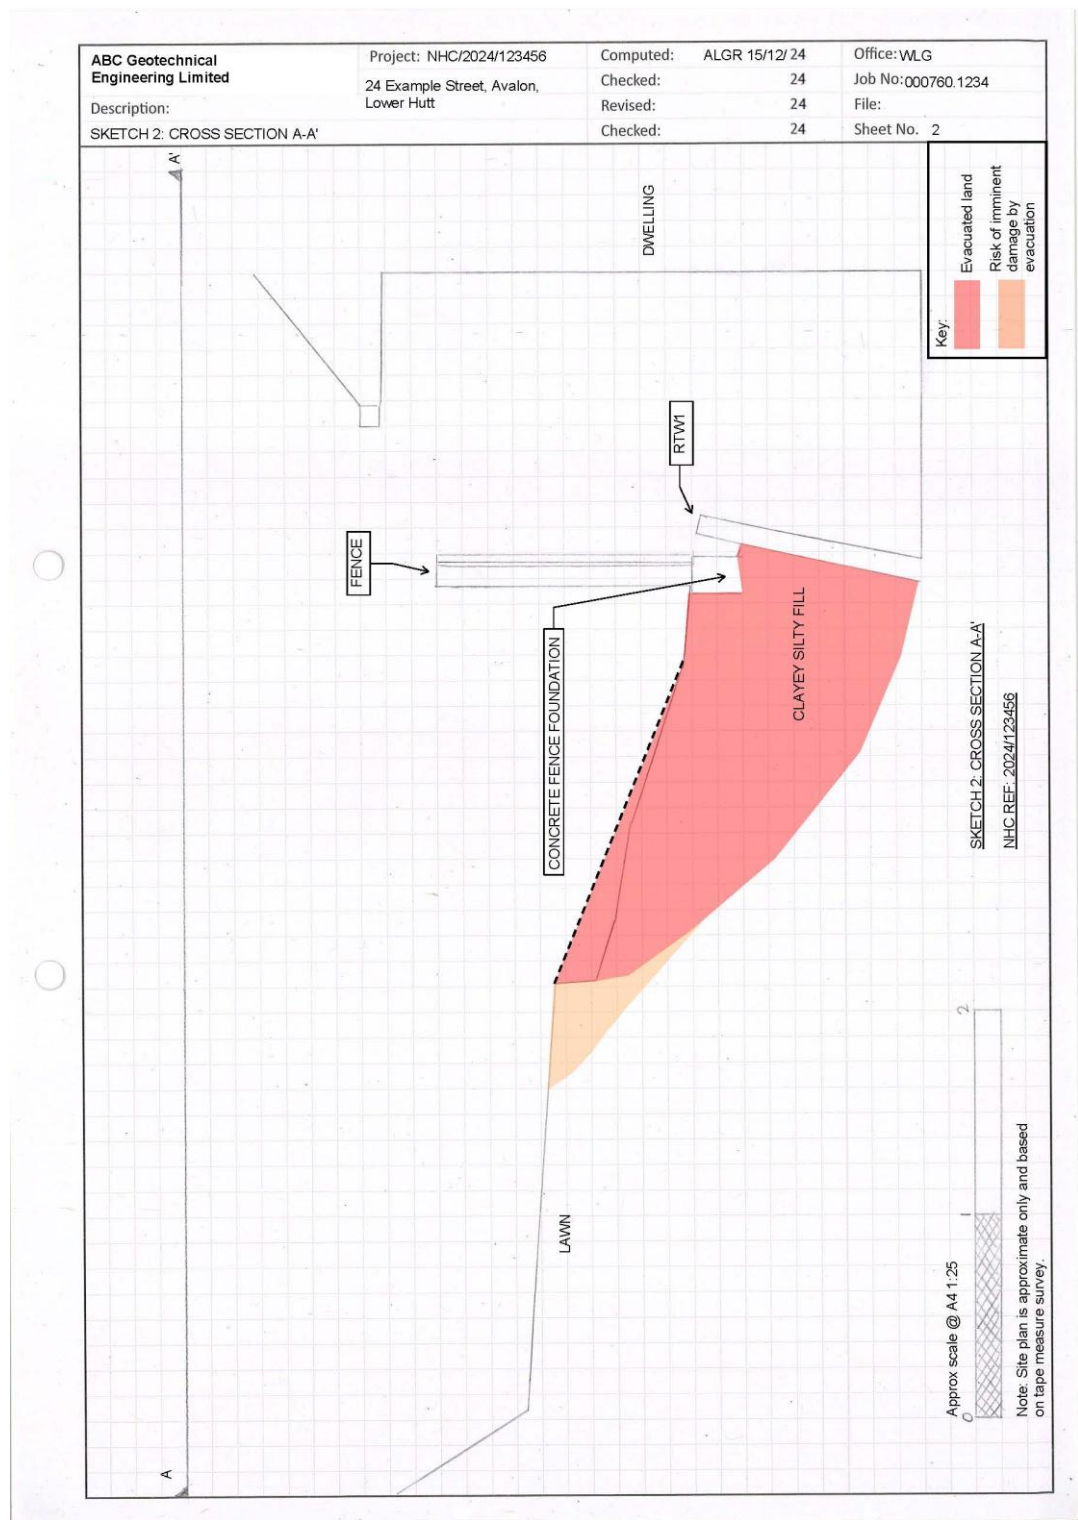 ABC Geotechnical
Engineering Limited
Description:
SKETCH 2: CROSS SECTION A-A'
Project: NHC/2024/123456
24 Example Street, Avalon,
Lower Hutt
Computed: ALGR 15/12/ 24
Checked: 24
Revised: 24
Checked: 24
Office: WLG
Job No: 000760.1234
File:
Sheet No. 2
A'
DWELLING
Key:
Evacuated land
Risk of imminent
damage by
evacuation
RTW1
FENCE
CONCRETE FENCE FOUNDATION
CLAYEY SILTY FILL
SKETCH 2: CROSS SECTION A-A'
NHC REF: 2024/123456
LAWN
A
Approx scale @ A4 1:25
0 1 2
Note: Site plan is approximate only and based
on tape measure survey.